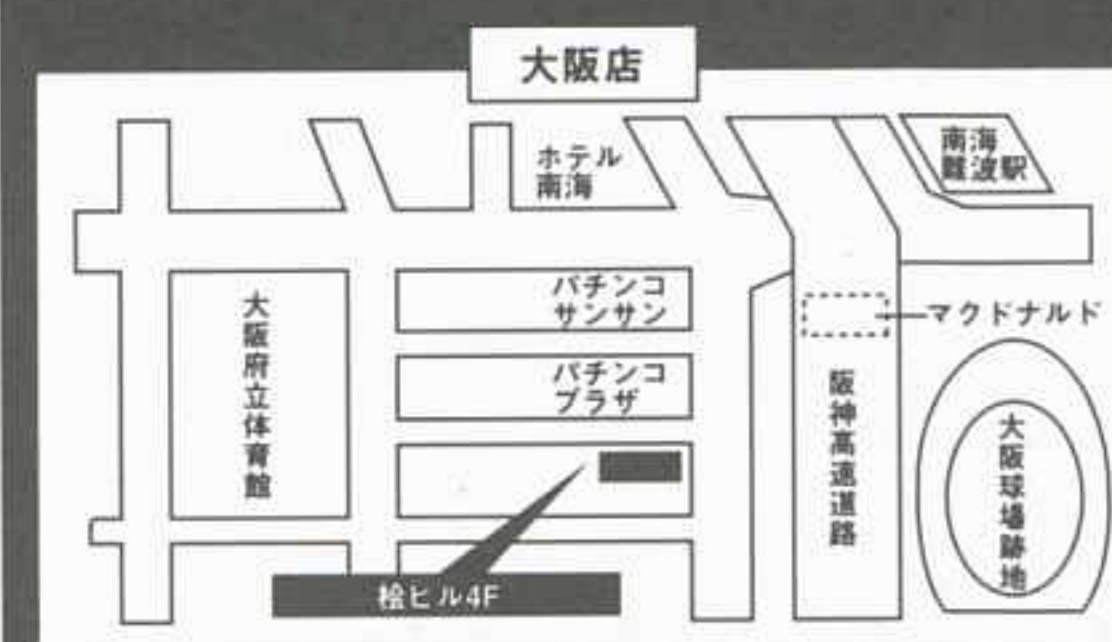 大阪店
ホテル
南海
南海
難波駅
パチンコ
サンサン
マクドナルド
大阪府立体育館
パチンコ
プラザ
阪神高速道路
大阪球場跡地
桧ビル4F